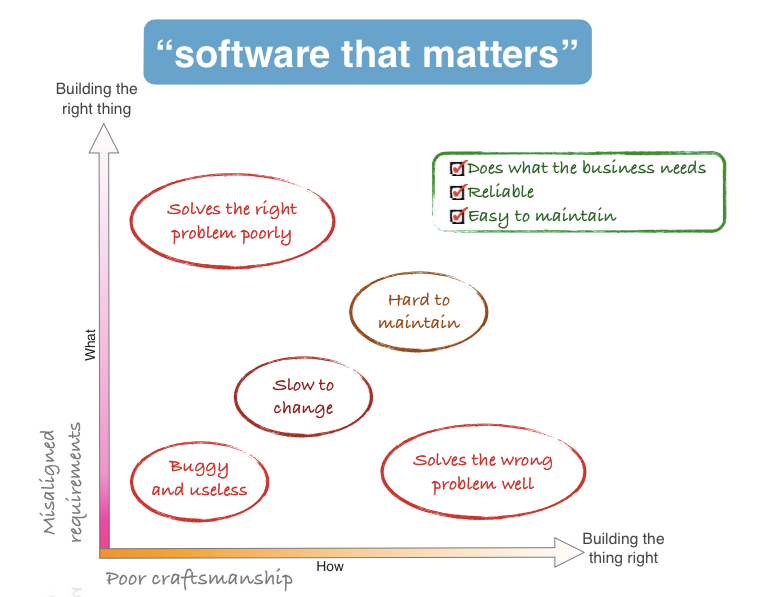 “software that matters”
Building the
right thing
Does what the business needs
Reliable
Easy to maintain
Solves the right
problem poorly
Hard to
maintain
What
Slow to
change
Misaligned
requirements
Buggy
and useless
Solves the wrong
problem well
Building the
thing right
How
Poor craftsmanship